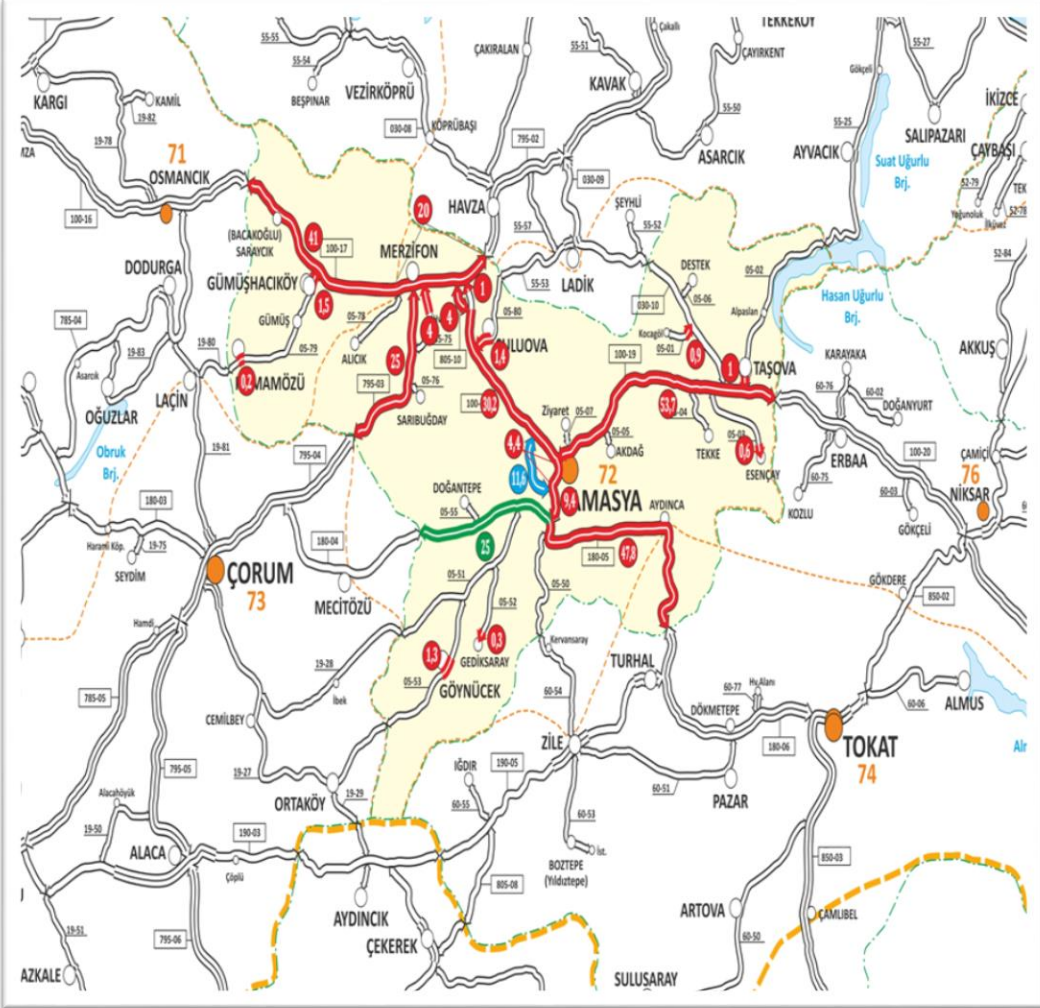 TEKKEKÖY
55-55
55-54
ÇAKIRALAN
55-51
Çakallı
ÇAYIRKENT
55-27
Gökçeli
KARGI
KAMİL
19-82
BEŞPINAR
VEZİRKÖPRÜ
KAVAK
55-50
İKİZCE
SALIPAZARI
19-78
030-08
KÖPRÜBAŞI
795-02
ASARCIK
55-25
AYVACIK
ÇAYBAŞI
71
OSMANCIK
100-16
030-09
Suat Uğurlu
Brj.
52-79
Yoğunoluk
52-78
HAVZA
20
ŞEYHLİ
55-52
55-57
(BACAKOĞLU)
SARAYCIK
41
100-17
MERZİFON
52-84
DODURGA
GÜMÜŞHACIKÖY
1,5
1
LADİK
55-53
DESTEK
05-02
030-10
05-06
Alpaslan
Hasan Uğurlu
Brj.
785-04
GÜMÜŞ
05-78
4
4
05-80
Kocagöl
05-01
0,9
1
TAŞOVA
19-83
19-80
05-79
ALICIK
25
805-10
1,4
100-19
KARAYAKA
AKKUŞ
Asarcık
0,2
LAÇİN
795-03
05-76
SARIBUĞDAY
30,2
53,7
60-76
60-02
DOĞANYURT
OĞUZLAR
Obruk
Brj.
19-81
795-04
Ziyaret
05-07
05-05
AKDAĞ
TEKKE
0,6
ESENÇAY
ERBAA
100-20
ÇAMİÇİ
4,4
11,6
72
AMASYA
9,4
60-75
KOZLU
60-03
GÖKÇELİ
76
NİKSAR
180-03
Haramli Köp.
19-75
SEYDİM
DOĞANTEPE
05-55
AYDINCA
180-04
25
180-05
47,8
ÇORUM
73
MECİTÖZÜ
05-51
05-50
05-52
GÖKDERE
850-02
Hamdi
1,3
0,3
GEDİKSARAY
Kervansaray
TURHAL
19-28
İbek
05-53
GÖYNÜCEK
785-05
CEMİLBEY
60-54
60-77
DÖKMETEPE
180-06
60-06
ALMUS
ZİLE
TOKAT
74
795-05
19-27
IĞDIR
190-05
60-51
PAZAR
Alacahöyük
ORTAKÖY
19-29
60-55
60-53
19-50
190-03
ALACA
Çöplü
İst.
BOZTEPE
(Yıldıztepe)
850-03
805-08
AYDINCIK
ARTOVA
ÇAMLIBEL
19-51
795-06
ÇEKEREK
60-50
AZKALE
SULUSARAY